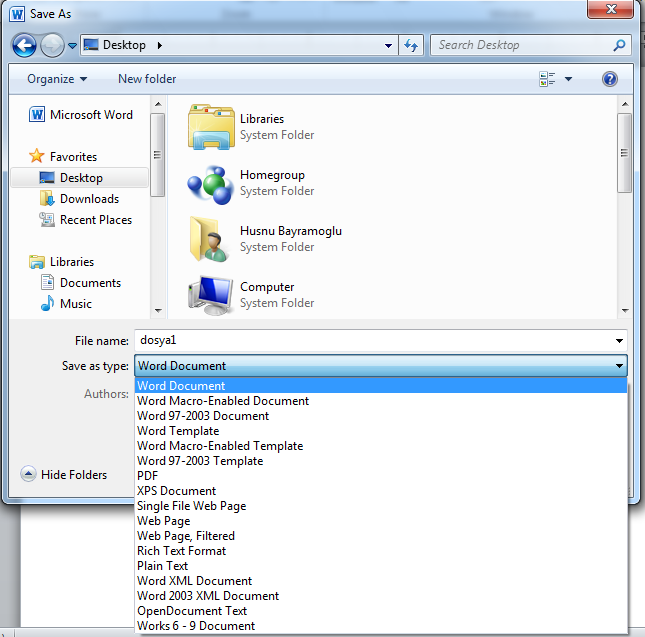 Save As
Desktop
Search Desktop
Organize
New folder
Microsoft Word
Favorites
Desktop
Downloads
Recent Places
Libraries
Documents
Music
Libraries
System Folder
Homegroup
System Folder
Husnu Bayramoglu
System Folder
Computer
System Folder
File name: dosya1
Save as type: Word Document
Authors:
Word Document
Word Macro-Enabled Document
Word 97-2003 Document
Word Template
Word Macro-Enabled Template
Word 97-2003 Template
PDF
XPS Document
Single File Web Page
Web Page
Web Page, Filtered
Rich Text Format
Plain Text
Word XML Document
Word 2003 XML Document
OpenDocument Text
Works 6 - 9 Document
Hide Folders